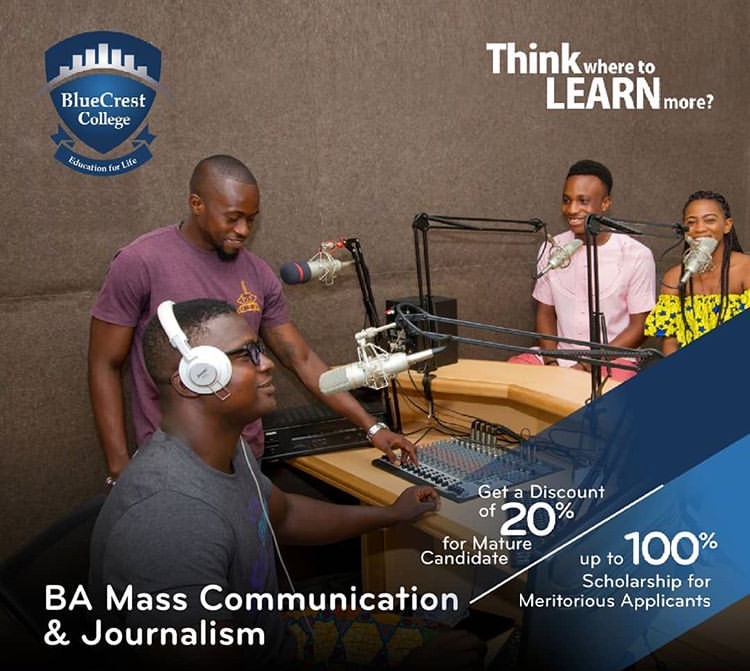 BlueCrest
College
Education for Life
Think where to
LEARN more?
Get a Discount
of 20%
for Mature
Candidate
up to 100%
Scholarship for
Meritorious Applicants
BA Mass Communication
& Journalism